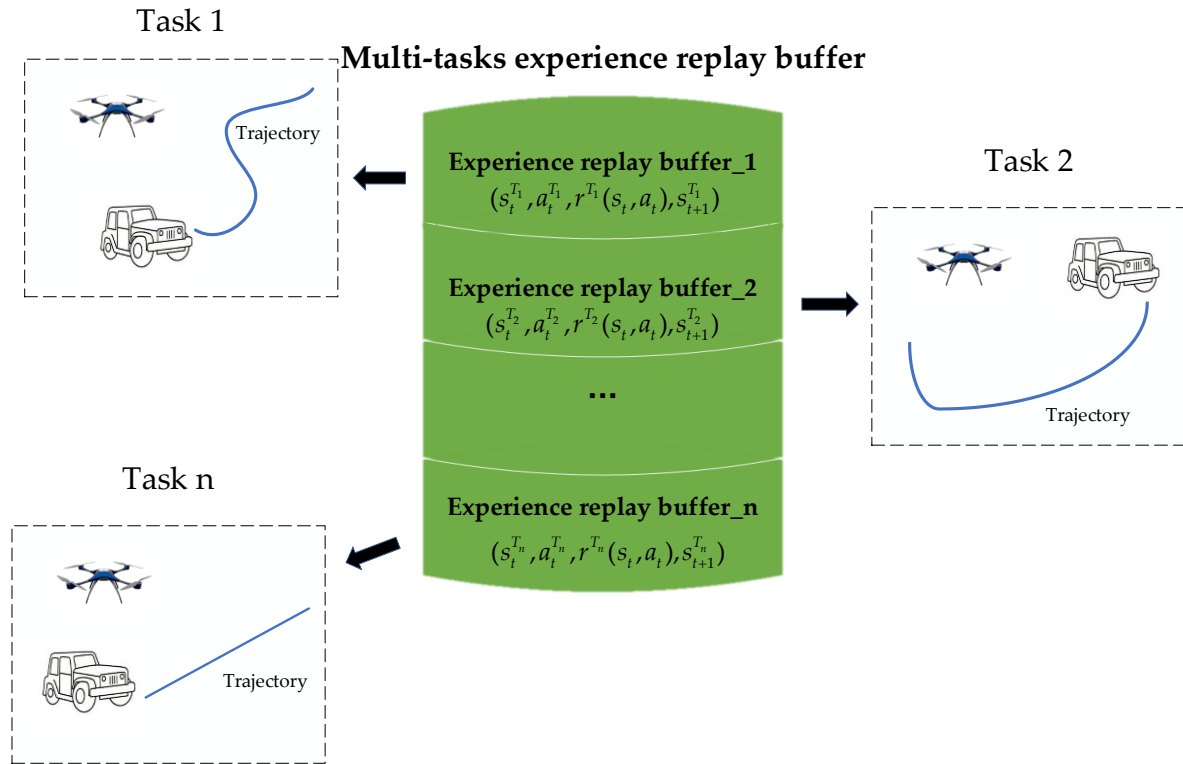 Task 1
Multi-tasks experience replay buffer
Trajectory
Experience replay buffer_1
$(s_t^{T_1}, a_t^{T_1}, r^{T_1}(s_t, a_t), s_{t+1}^{T_1})$
Task 2
Experience replay buffer_2
$(s_t^{T_2}, a_t^{T_2}, r^{T_2}(s_t, a_t), s_{t+1}^{T_2})$
...
Trajectory
Task n
Experience replay buffer_n
$(s_t^{T_n}, a_t^{T_n}, r^{T_n}(s_t, a_t), s_{t+1}^{T_n})$
Trajectory